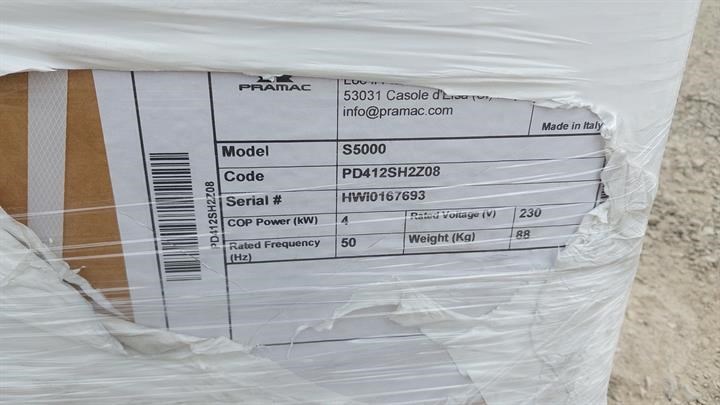 PRAMAC
53031 Casole d'Elsa
info@pramac.com
Made in Italy
Model S5000
Code PD412SH2Z08
Serial # HWI0167693
COP Power (kW) 4 Rated Voltage (V) 230
Rated Frequency (Hz) 50 Weight (Kg) 88
PD412SH2Z08